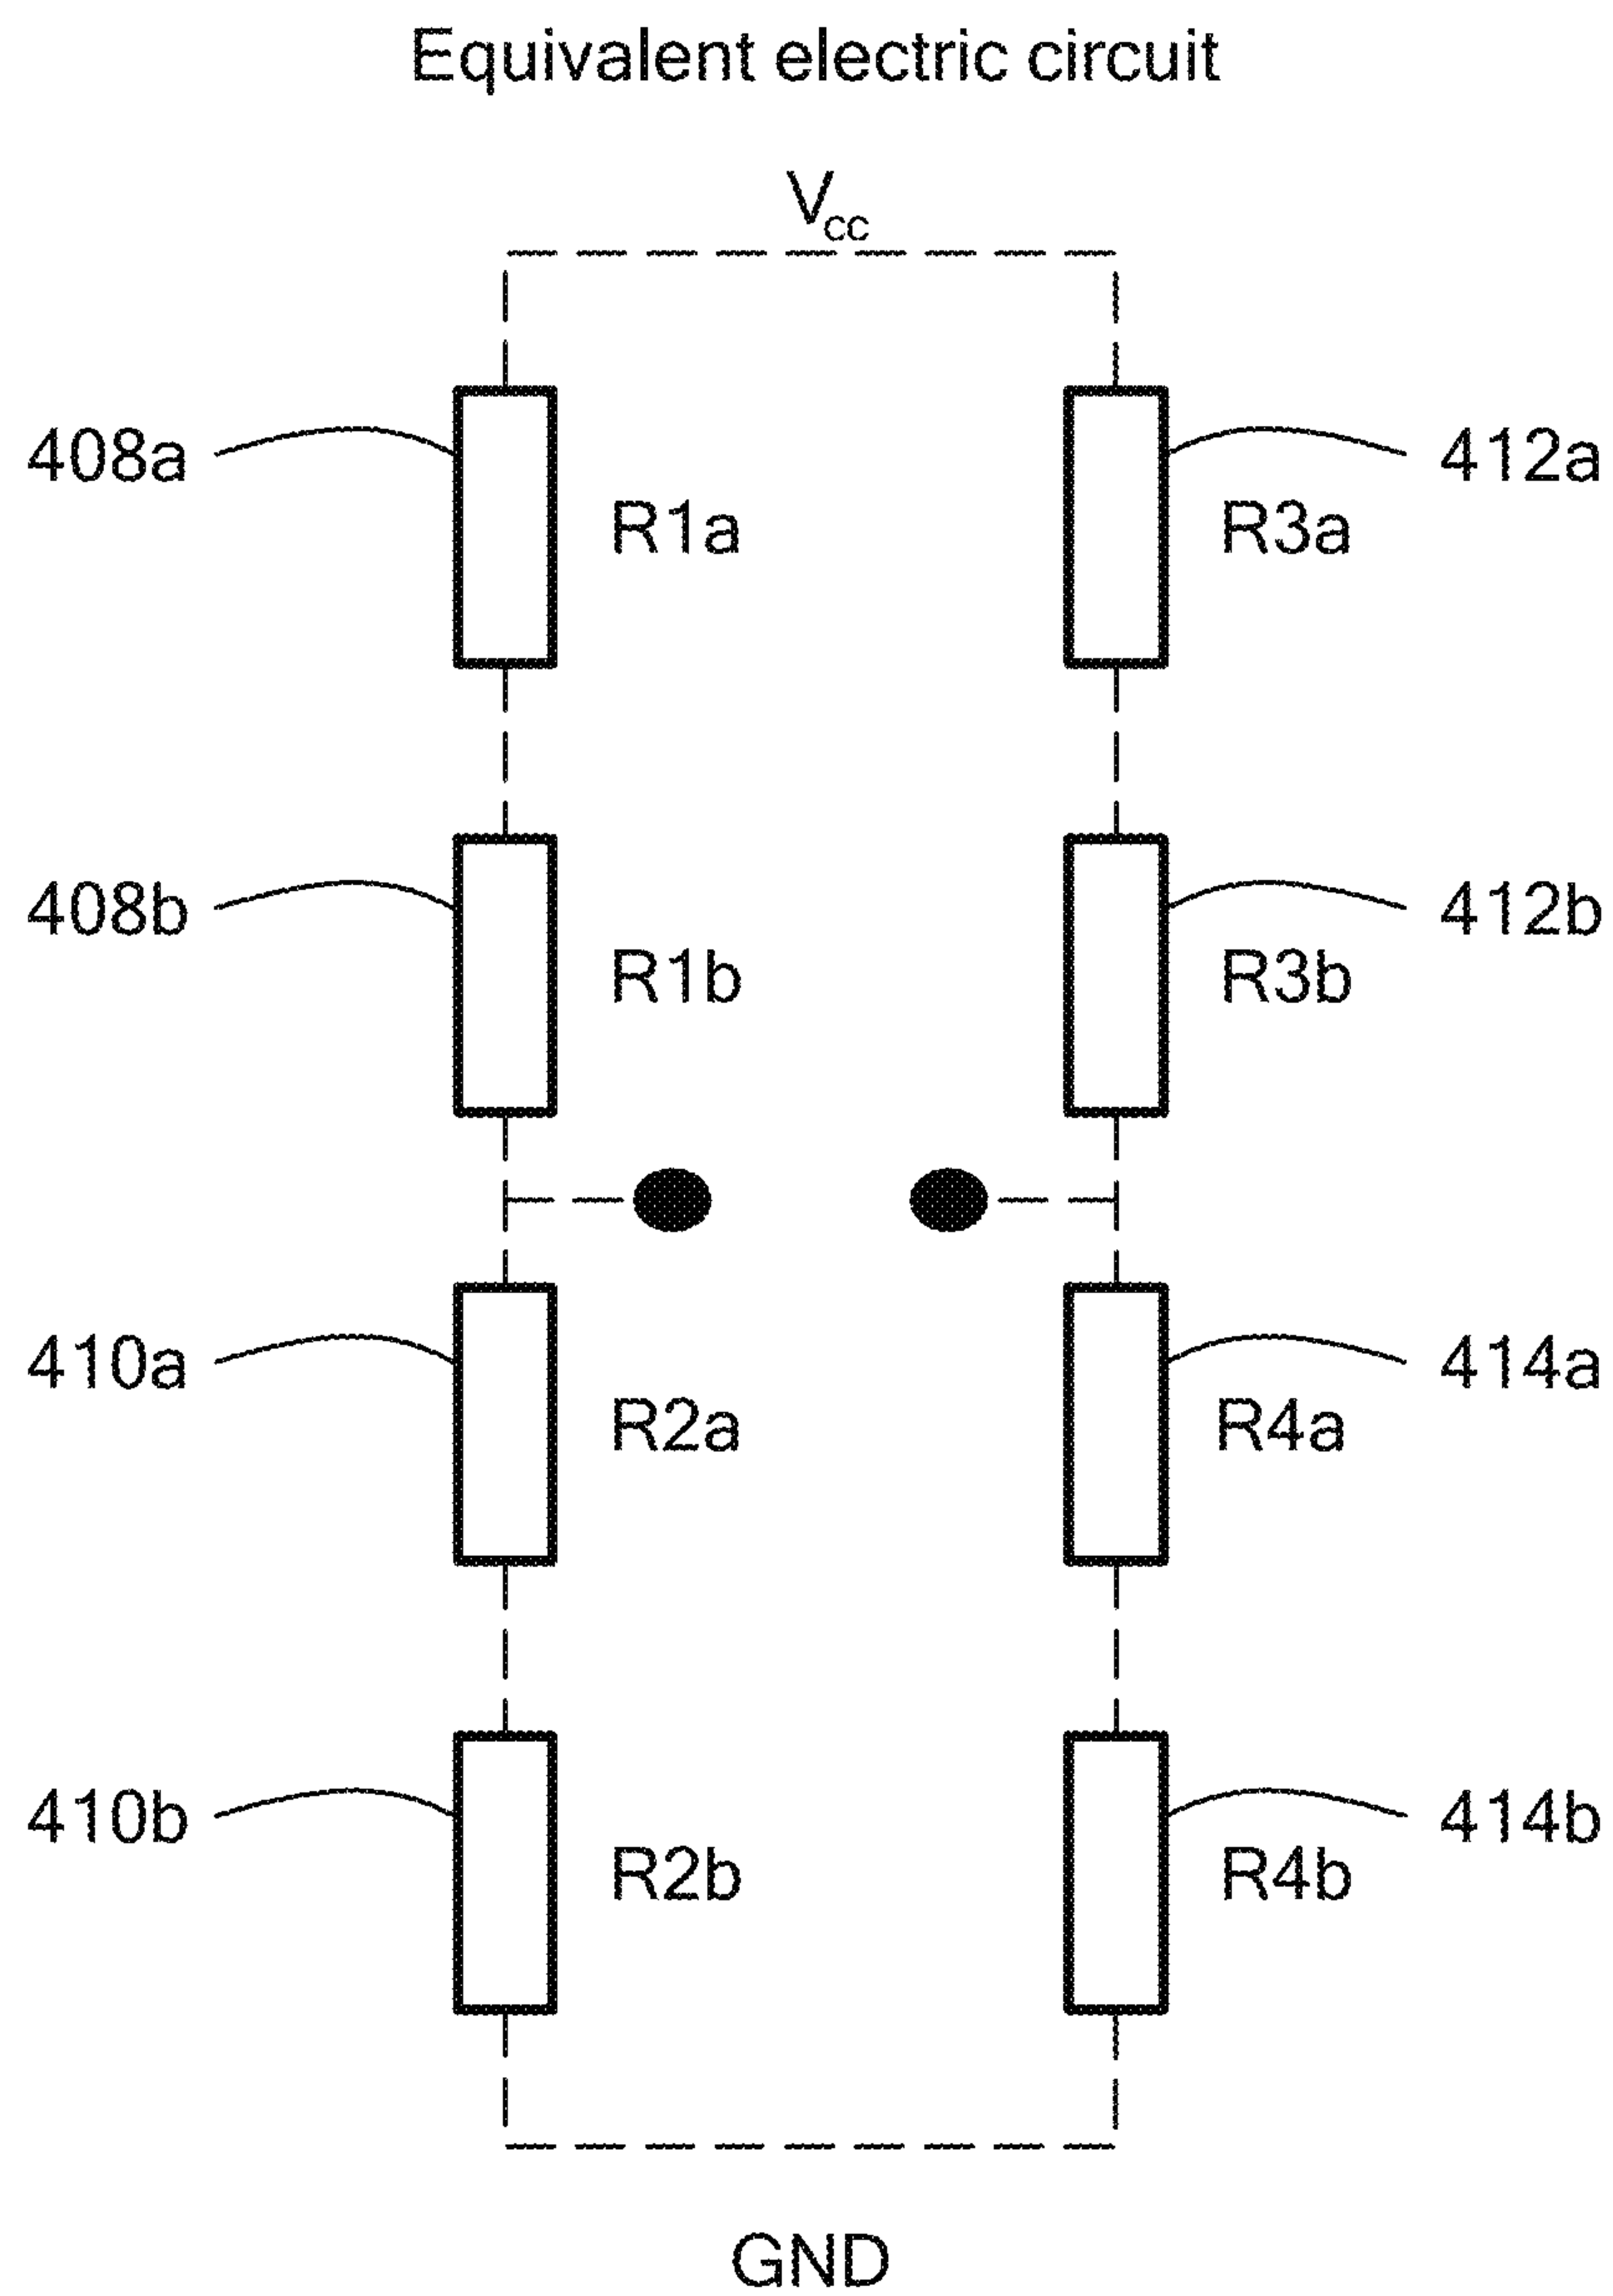 Equivalent electric circuit
Vcc
408a
412a
R1a
R3a
408b
412b
R1b
R3b
410a
414a
R2a
R4a
410b
414b
R2b
R4b
GND